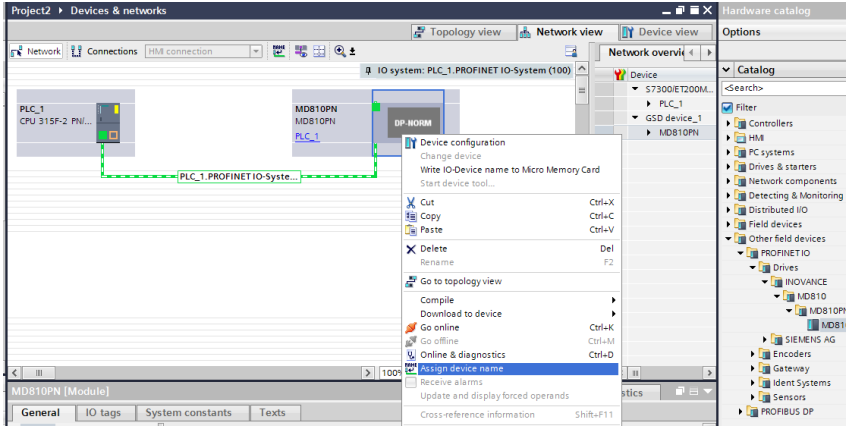 Project2 ▸ Devices & networks
Hardware catalog
Topology view
Network view
Device view
Options
Network
Connections
HMI connection
Network overvie
IO system: PLC_1.PROFINET IO-System (100)
Device
S7300/ET200M...
PLC_1
GSD device_1
MD810PN
PLC_1
CPU 315F-2 PN/...
MD810PN
MD810PN
PLC_1
DP-NORM
PLC_1.PROFINET IO-Syste...
Device configuration
Change device
Write IO-Device name to Micro Memory Card
Start device tool...
Cut Ctrl+X
Copy Ctrl+C
Paste Ctrl+V
Delete Del
Rename F2
Go to topology view
Compile
Download to device
Go online Ctrl+K
Go offline Ctrl+M
Online & diagnostics Ctrl+D
Assign device name
Receive alarms
Update and display forced operands
Cross-reference information Shift+F11
Catalog
<Search>
Filter
Controllers
HMI
PC systems
Drives & starters
Network components
Detecting & Monitoring
Distributed I/O
Field devices
Other field devices
PROFINET IO
Drives
INOVANCE
MD810
MD810PN
MD81
SIEMENS AG
Encoders
Gateway
Ident Systems
Sensors
PROFIBUS DP
100%
MD810PN [Module]
stics
General
IO tags
System constants
Texts